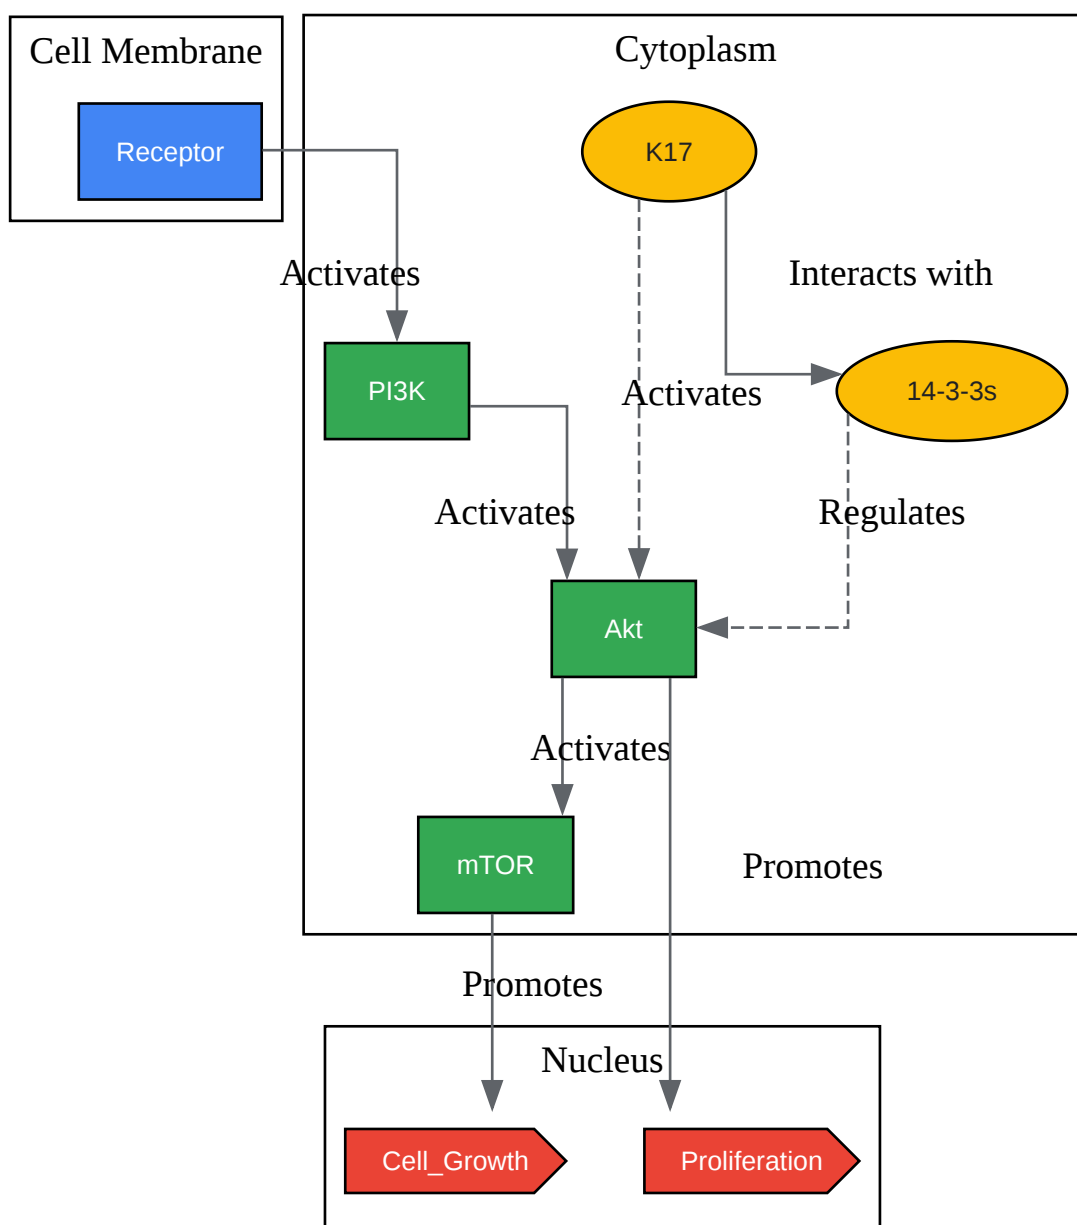 Cell Membrane
Cytoplasm
Receptor
K17
Activates
Interacts with
PI3K
Activates
14-3-3s
Activates
Regulates
Akt
Activates
mTOR
Promotes
Promotes
Nucleus
Cell_Growth
Proliferation